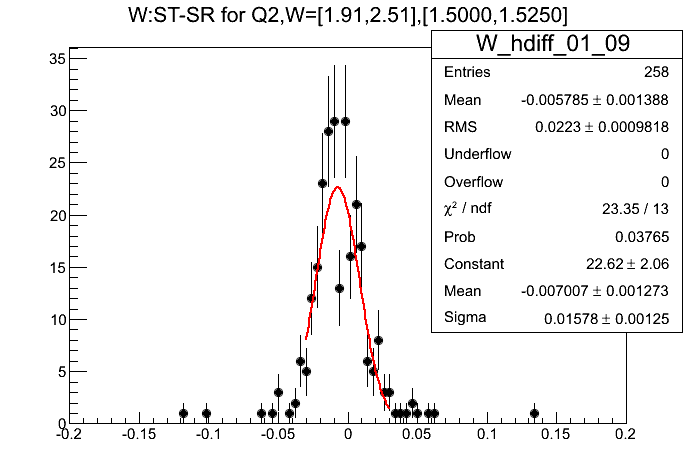 W:ST-SR for Q2,W=[1.91,2.51],[1.5000,1.5250]
W_hdiff_01_09
Entries 258
Mean -0.005785 ± 0.001388
RMS 0.0223 ± 0.0009818
Underflow 0
Overflow 0
χ² / ndf 23.35 / 13
Prob 0.03765
Constant 22.62 ± 2.06
Mean -0.007007 ± 0.001273
Sigma 0.01578 ± 0.00125
35
30
25
20
15
10
5
0
-0.2 -0.15 -0.1 -0.05 0 0.05 0.1 0.15 0.2